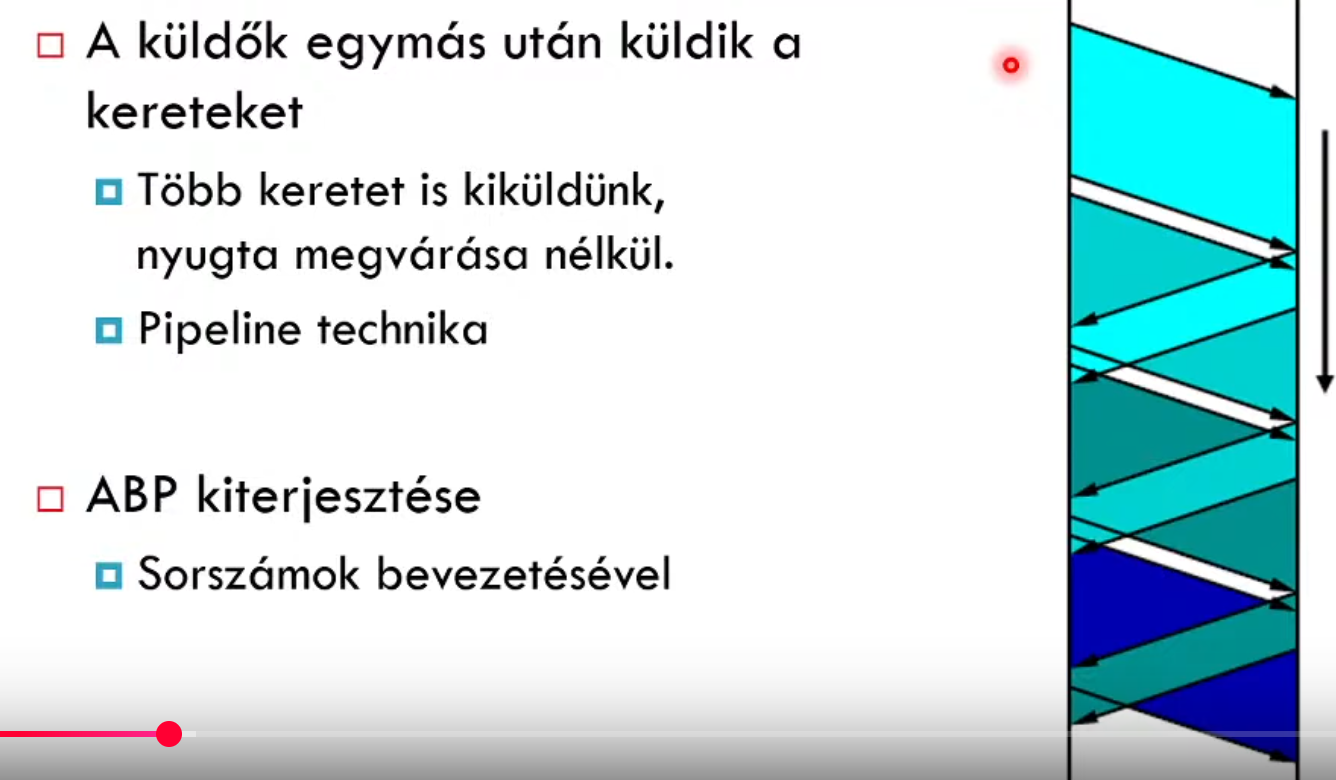 A küldők egymás után küldik a
kereteket
Több keretet is kiküldünk,
nyugta megvárása nélkül.
Pipeline technika
ABP kiterjesztése
Sorszámok bevezetésével